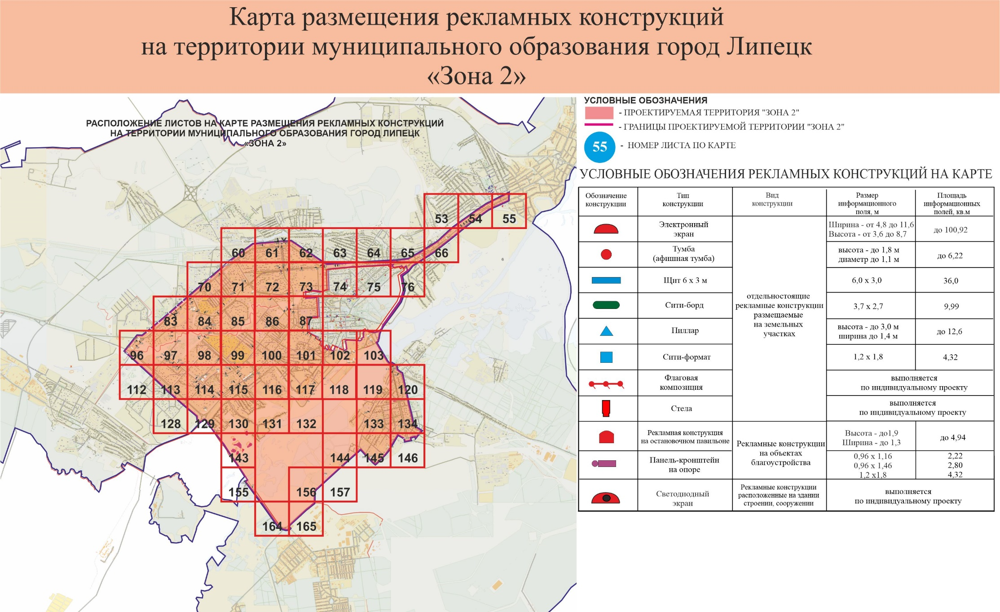 Карта размещения рекламных конструкций
на территории муниципального образования город Липецк
«Зона 2»
РАСПОЛОЖЕНИЕ ЛИСТОВ НА КАРТЕ РАЗМЕЩЕНИЯ РЕКЛАМНЫХ КОНСТРУКЦИЙ
НА ТЕРРИТОРИИ МУНИЦИПАЛЬНОГО ОБРАЗОВАНИЯ ГОРОД ЛИПЕЦК
«ЗОНА 2»
53 54 55
60 61 62 63 64 65 66
6
70 71 72 73 74 75 76
83 84 85 86 87
96 97 98 99 100 101 102 103
112 113 114 115 116 117 118 119 120
128 129 130 131 132 133 134
143 144 145 146
155 156 157
164 165
УСЛОВНЫЕ ОБОЗНАЧЕНИЯ
- ПРОЕКТИРУЕМАЯ ТЕРРИТОРИЯ "ЗОНА 2"
- ГРАНИЦЫ ПРОЕКТИРУЕМОЙ ТЕРРИТОРИИ "ЗОНА 2"
55 - НОМЕР ЛИСТА ПО КАРТЕ
УСЛОВНЫЕ ОБОЗНАЧЕНИЯ РЕКЛАМНЫХ КОНСТРУКЦИЙ НА КАРТЕ
Обозначение
конструкции
Тип
конструкции
Вид
конструкции
Размер
информационного
поля, м
Площадь
информационных
полей, кв.м
Электронный
экран
Ширина - от 4,8 до 11,6
Высота - от 3,6 до 8,7
до 100,92
Тумба
(афишная тумба)
высота - до 1,8 м
диаметр до 1,1 м
до 6,22
Щит 6 х 3 м
6,0 х 3,0
36,0
отдельностоящие
рекламные конструкции
размещаемые
на земельных
участках
Сити-борд
3,7 х 2,7
9,99
Пиллар
высота - до 3,0 м
ширина до 1,4 м
до 12,6
Сити-формат
1,2 х 1,8
4,32
Флаговая
композиция
выполняется
по индивидуальному проекту
Стела
выполняется
по индивидуальному проекту
Рекламная конструкция
на остановочном павильоне
Рекламные конструкции
на объектах
благоустройства
Высота - до1,9
Ширина - до 1,3
до 4,94
Панель-кронштейн
на опоре
0,96 х 1,16
0,96 х 1,46
1,2 х1,8
2,22
2,80
4,32
Светодиодный
экран
Рекламные конструкции
расположенные на здании
строении, сооружении
выполняется
по индивидуальному проекту